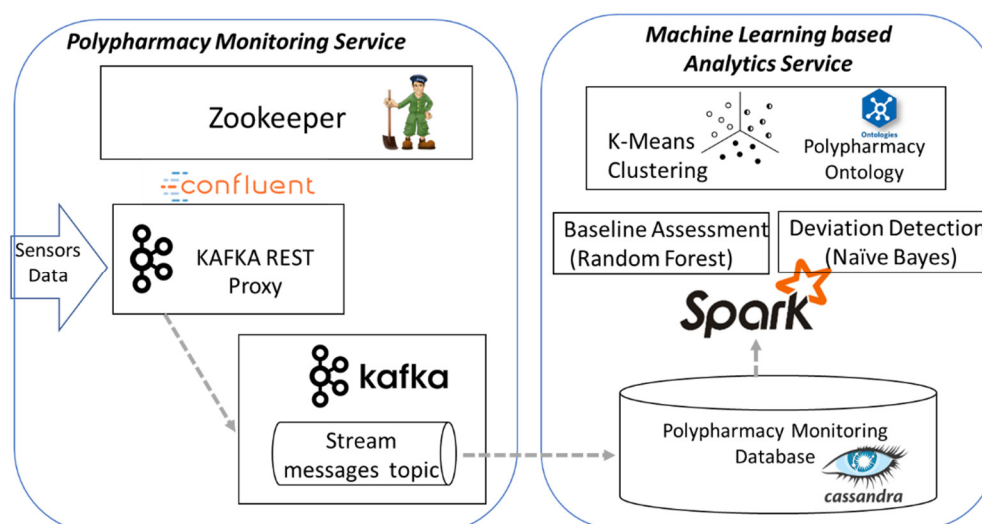 Polypharmacy Monitoring Service
Zookeeper
confluent
Sensors
Data
KAFKA REST
Proxy
kafka
Stream
messages topic
Machine Learning based
Analytics Service
K-Means
Clustering
Ontologies
Polypharmacy
Ontology
Baseline Assessment
(Random Forest)
Deviation Detection
(Naïve Bayes)
Spark
Polypharmacy Monitoring
Database
cassandra